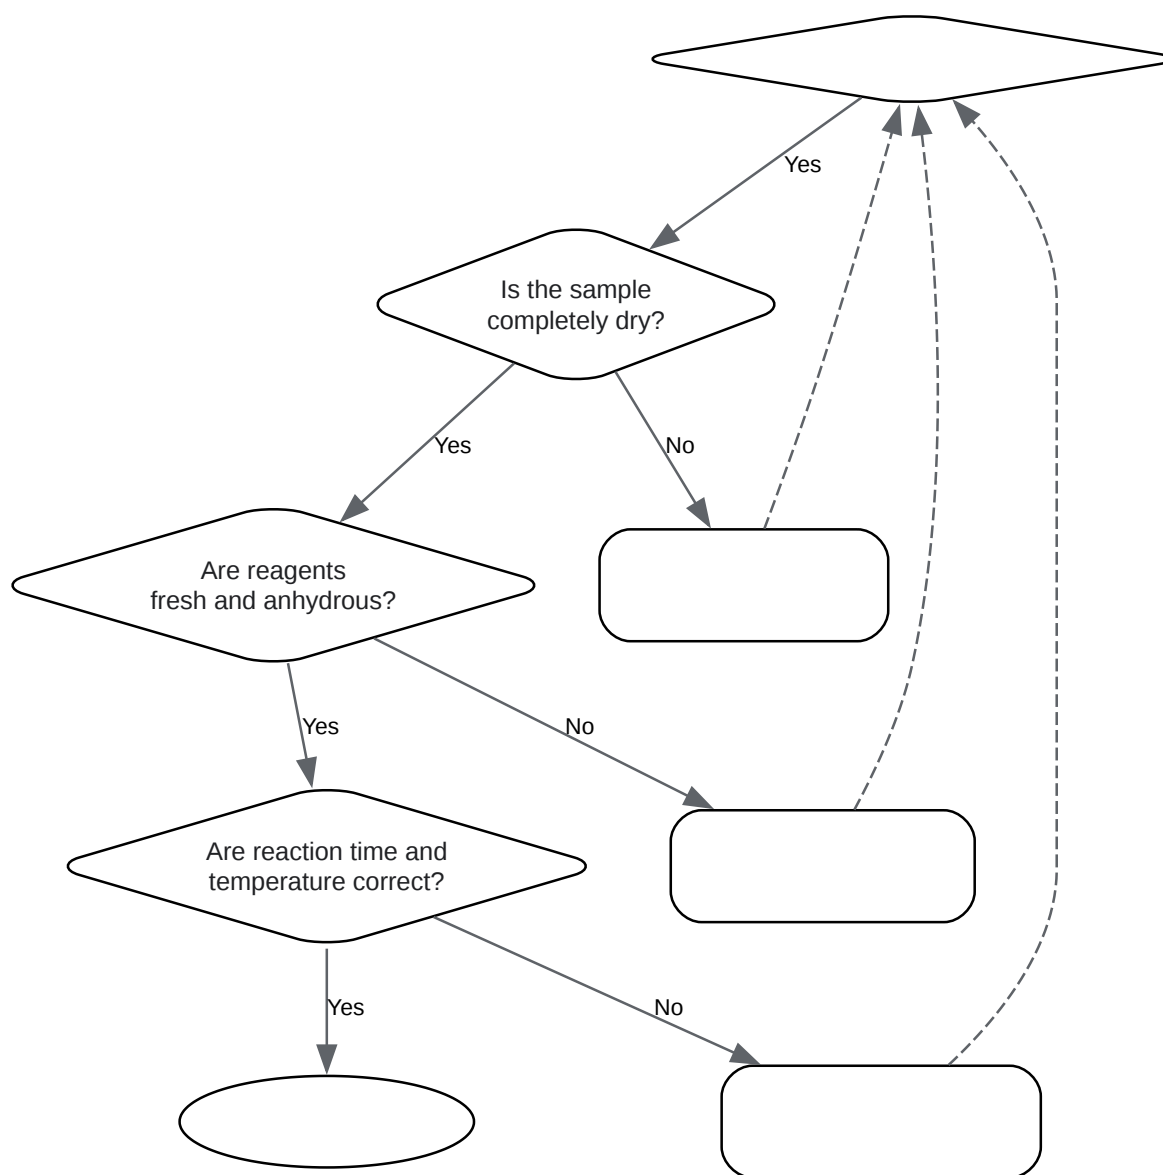 Yes
Is the sample
completely dry?
Yes
No
Are reagents
fresh and anhydrous?
Yes
No
Are reaction time and
temperature correct?
Yes
No